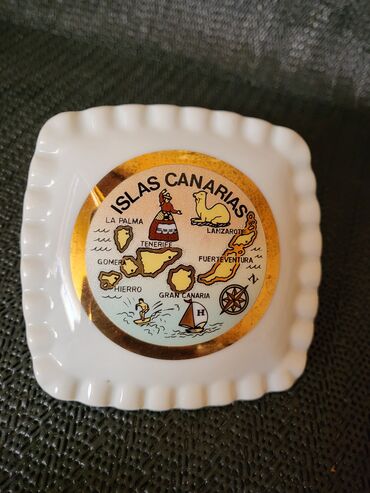 ISLAS CANARIAS
LA PALMA
LANZAROTE
TENERIFE
GOMERA
FUERTEVENTURA
HIERRO
GRAN CANARIA
N
H